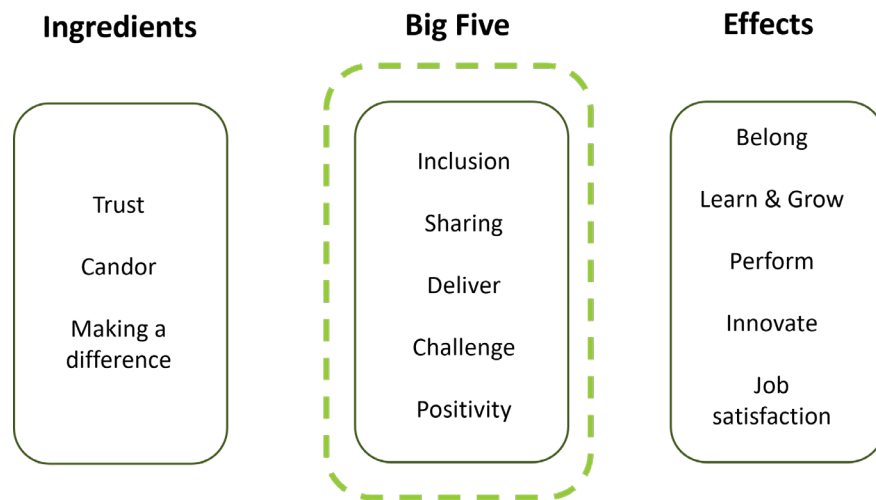 Ingredients
Trust
Candor
Making a
difference
Big Five
Inclusion
Sharing
Deliver
Challenge
Positivity
Effects
Belong
Learn & Grow
Perform
Innovate
Job
satisfaction